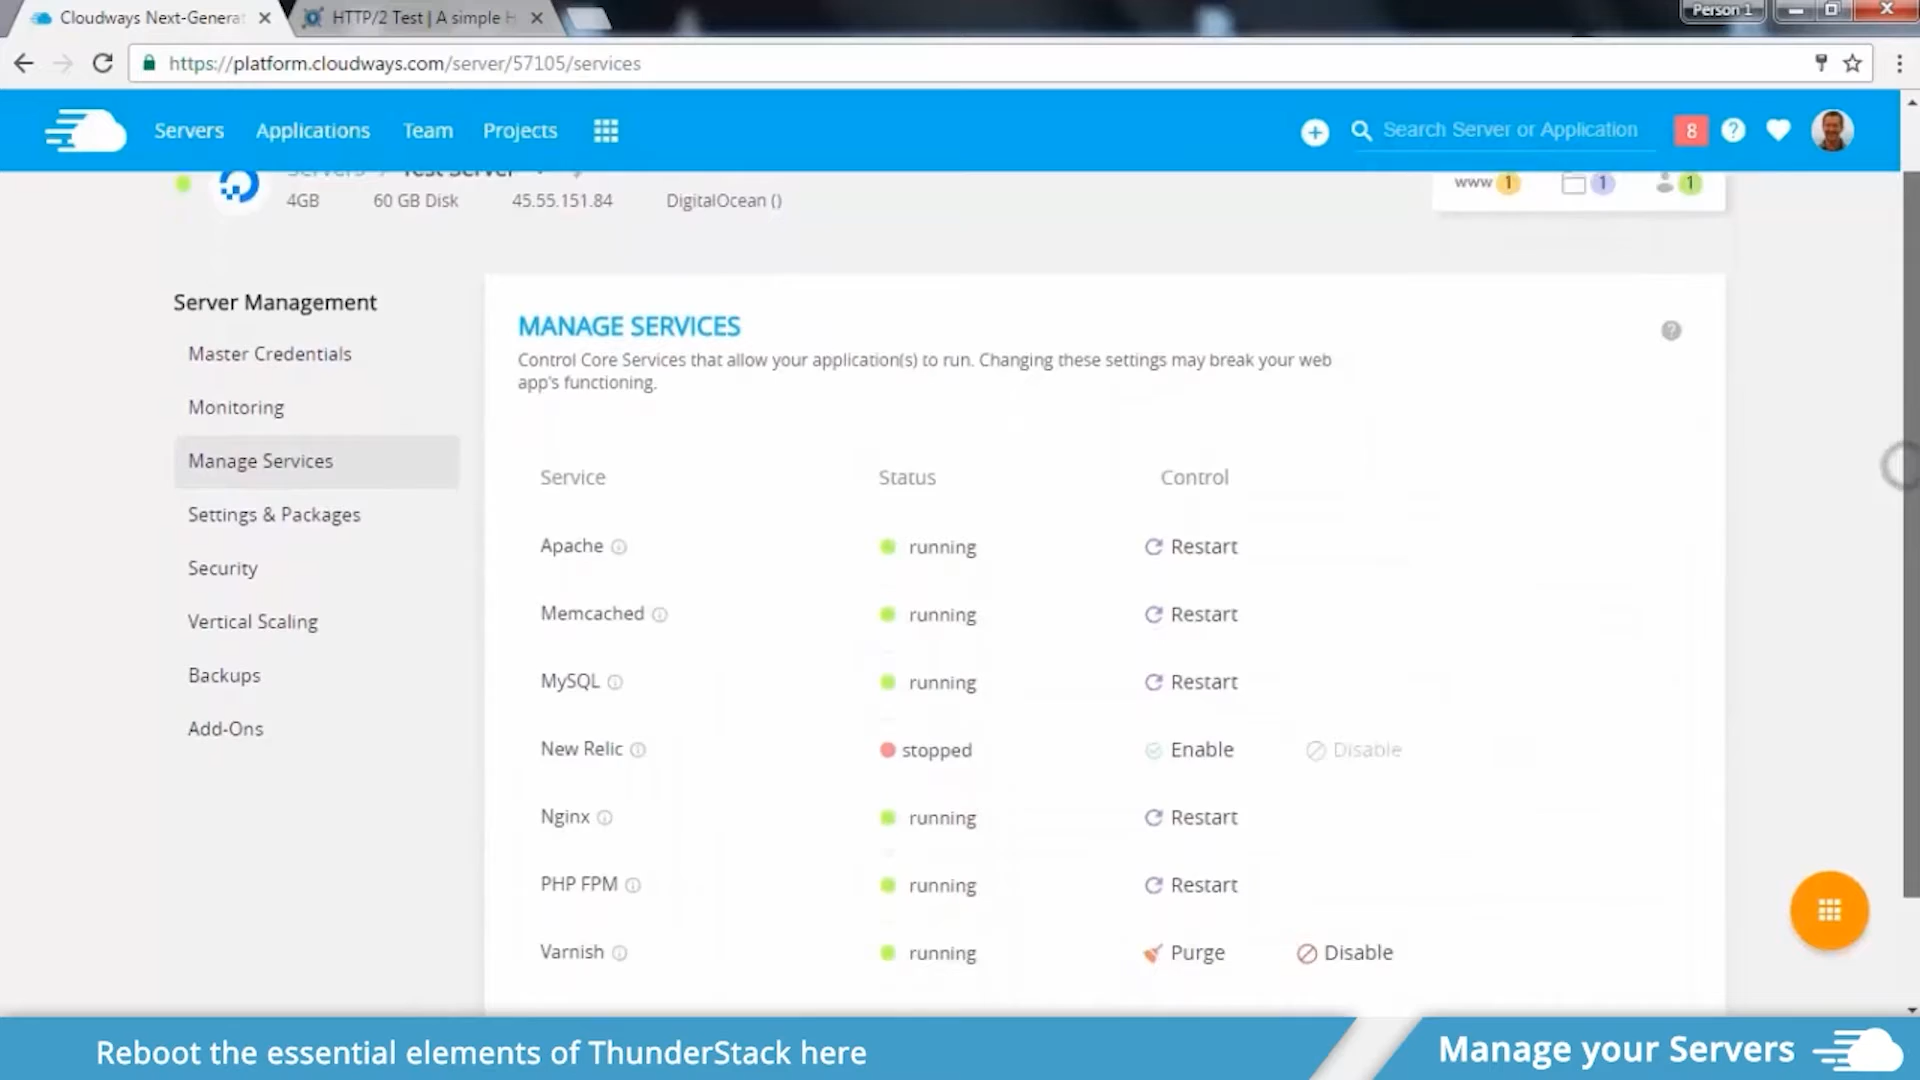 Cloudways Next-Genera
HTTP/2 Test | A simple H
Person 1
https://platform.cloudways.com/server/57105/services
Servers
Applications
Team
Projects
Search Server or Application
8
?
Servers / Test Server
4GB
60 GB Disk
45.55.151.84
DigitalOcean ()
www 1
1
1
Server Management
Master Credentials
Monitoring
Manage Services
Settings & Packages
Security
Vertical Scaling
Backups
Add-Ons
MANAGE SERVICES
?
Control Core Services that allow your application(s) to run. Changing these settings may break your web
app's functioning.
Service Status Control
Apache running Restart
Memcached running Restart
MySQL running Restart
New Relic stopped Enable Disable
Nginx running Restart
PHP FPM running Restart
Varnish running Purge Disable
Reboot the essential elements of ThunderStack here
Manage your Servers